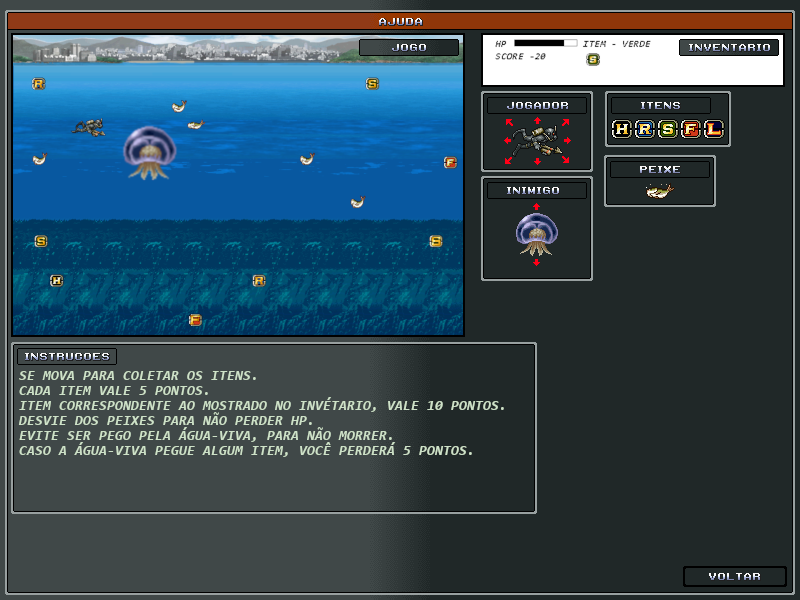 AJUDA
JOGO
HP
ITEM - VERDE
INVENTARIO
SCORE -20
S
R
S
F
S
S
H
R
F
JOGADOR
ITENS
H R S F L
PEIXE
INIMIGO
INSTRUCOES
SE MOVA PARA COLETAR OS ITENS.
CADA ITEM VALE 5 PONTOS.
ITEM CORRESPONDENTE AO MOSTRADO NO INVÉTARIO, VALE 10 PONTOS.
DESVIE DOS PEIXES PARA NÃO PERDER HP.
EVITE SER PEGO PELA ÁGUA-VIVA, PARA NÃO MORRER.
CASO A ÁGUA-VIVA PEGUE ALGUM ITEM, VOCÊ PERDERÁ 5 PONTOS.
VOLTAR